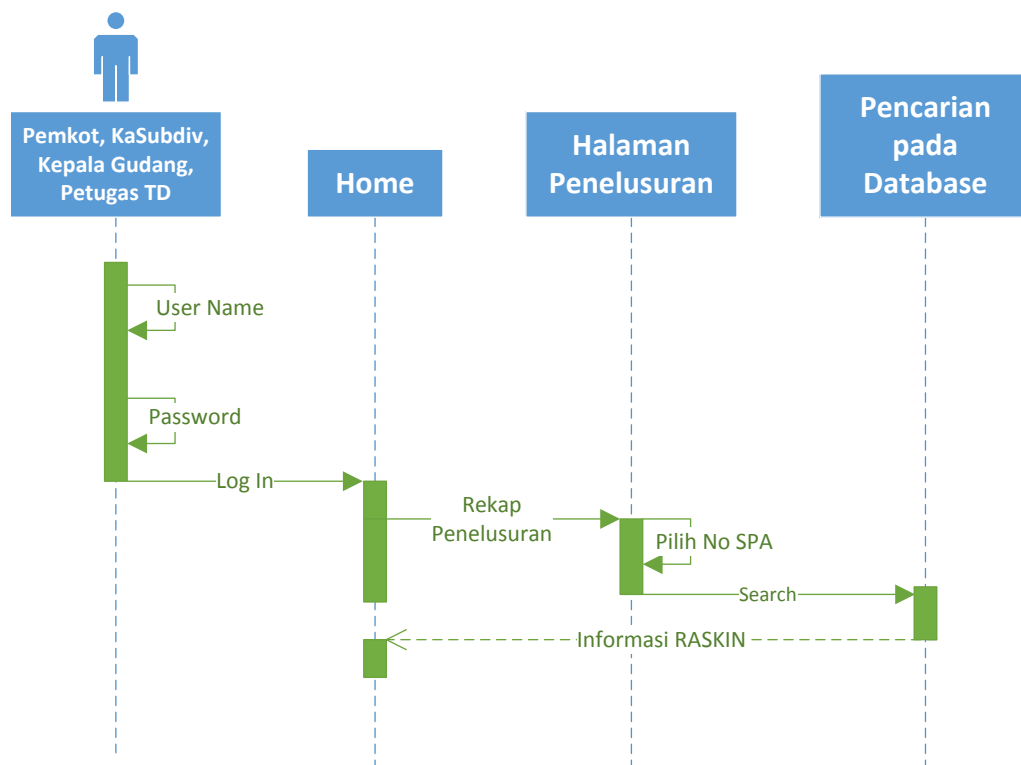 Pemkot, KaSubdiv,
Kepala Gudang,
Petugas TD
Home
Halaman
Penelusuran
Pencarian
pada
Database
User Name
Password
Log In
Rekap
Penelusuran
Pilih No SPA
Search
Informasi RASKIN